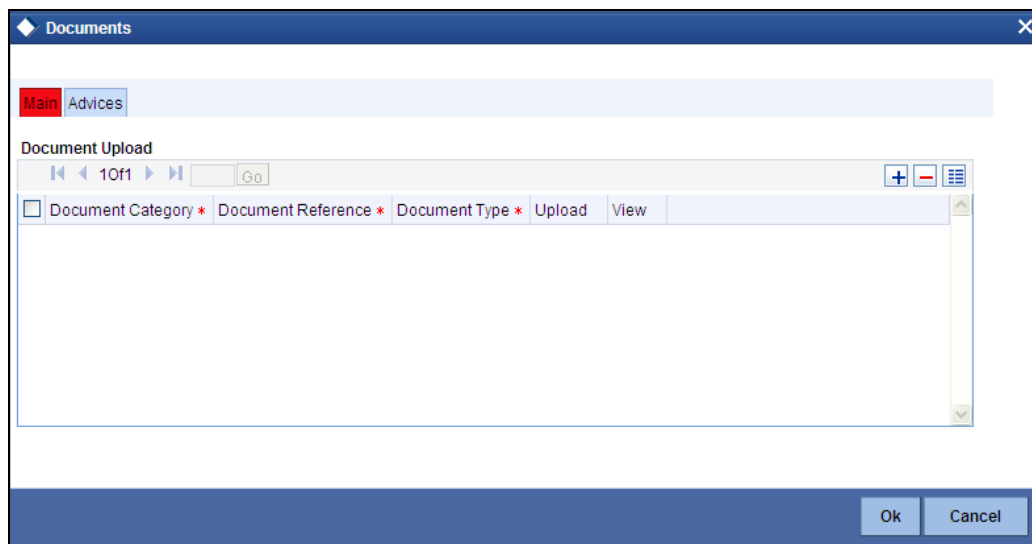 Documents
Main Advices
Document Upload
1Of1 Go
Document Category * Document Reference * Document Type * Upload View
Ok Cancel